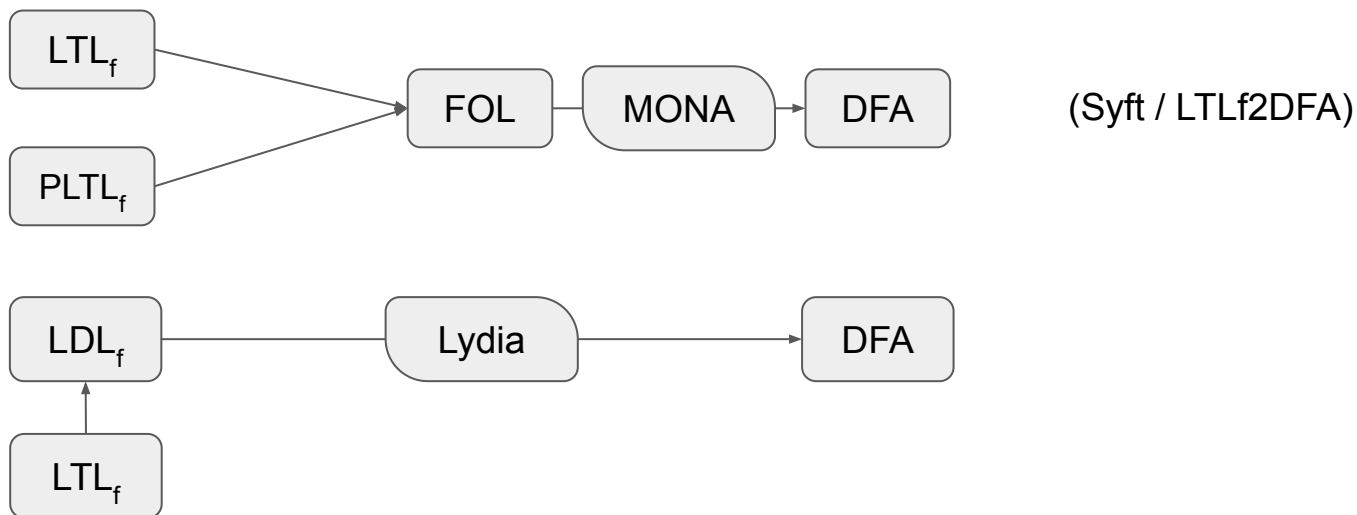 LTLf
FOL
MONA
DFA
(Syft / LTLf2DFA)
PLTLf
LDLf
Lydia
DFA
LTLf